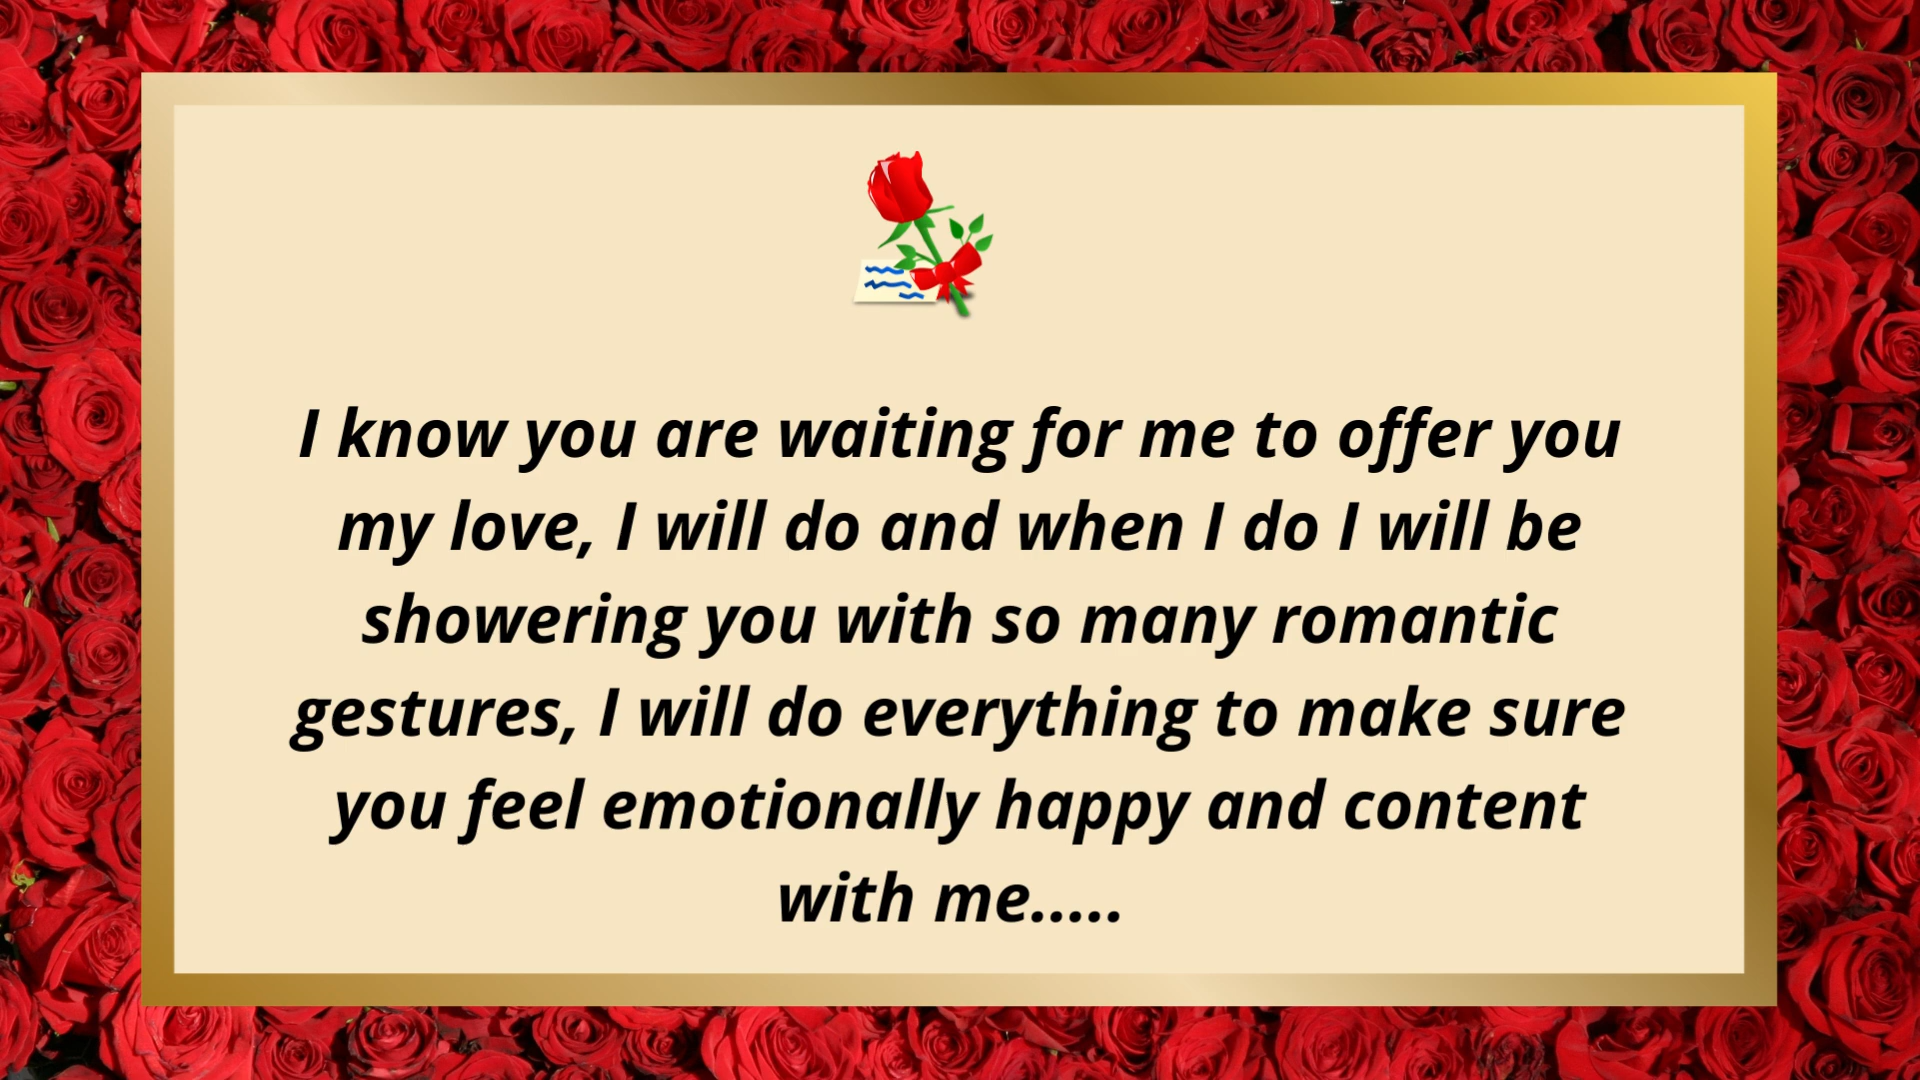 I know you are waiting for me to offer you
my love, I will do and when I do I will be
showering you with so many romantic
gestures, I will do everything to make sure
you feel emotionally happy and content
with me.....